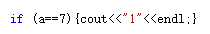 if (a==7){cout<<"1"<<endl;}